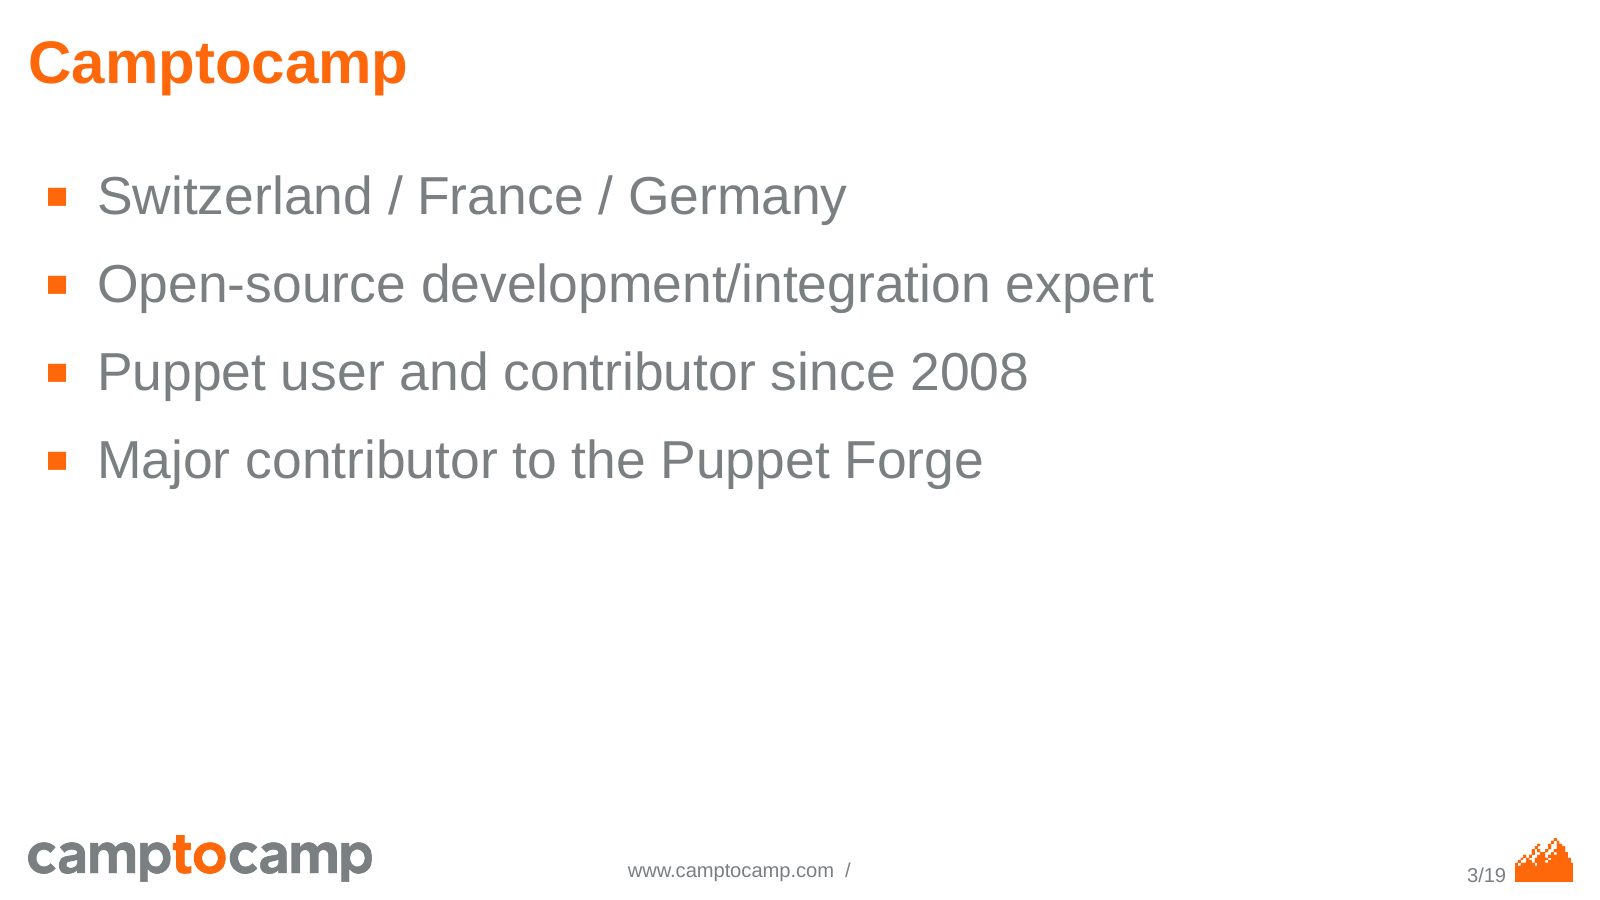 Camptocamp
Switzerland / France / Germany
Open-source development/integration expert
Puppet user and contributor since 2008
Major contributor to the Puppet Forge
camptocamp
www.camptocamp.com /
3/19